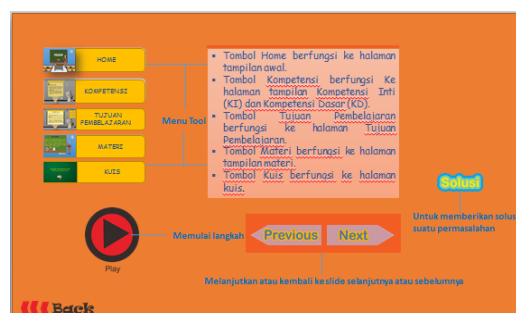 HOME
KOMPETENSI
TUJUAN
PEMBELAJARAN
MATERI
KUIS
Menu Tool
▪ Tombol Home berfungsi ke halaman
tampilan awal.
▪ Tombol Kompetensi berfungsi Ke
halaman tampilan Kompetensi Inti
(KI) dan Kompetensi Dasar (KD).
▪ Tombol Tujuan Pembelajaran
berfungsi ke halaman Tujuan
Pembelajaran.
▪ Tombol Materi berfungsi ke halaman
tampilan materi.
▪ Tombol Kuis berfungsi ke halaman
kuis.
Solusi
Untuk memberikan solus
suatu permasalahan
Play
Memulai langkah
Previous
Next
Melanjutkan atau kembali ke slide selanjutnya atau sebelumnya
Back